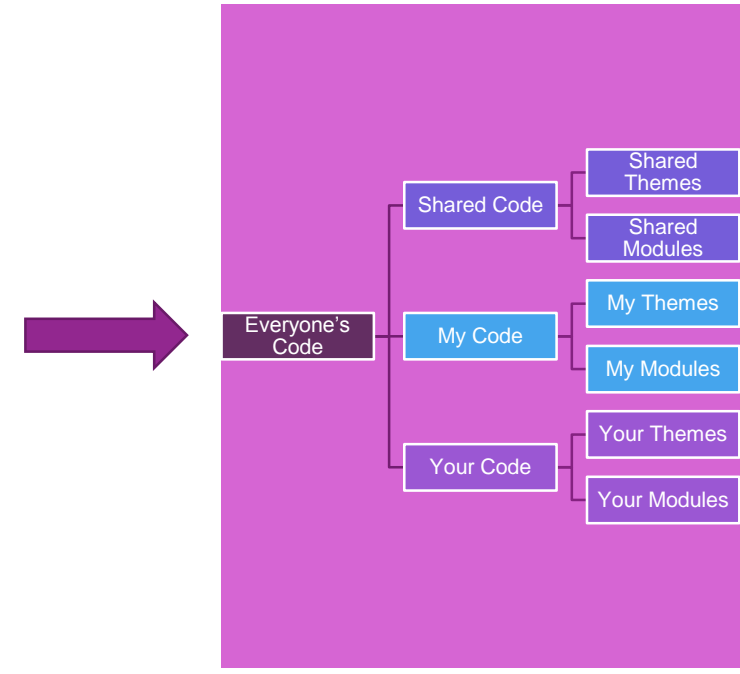 Everyone's
Code
Shared Code
Shared
Themes
Shared
Modules
My Code
My Themes
My Modules
Your Code
Your Themes
Your Modules